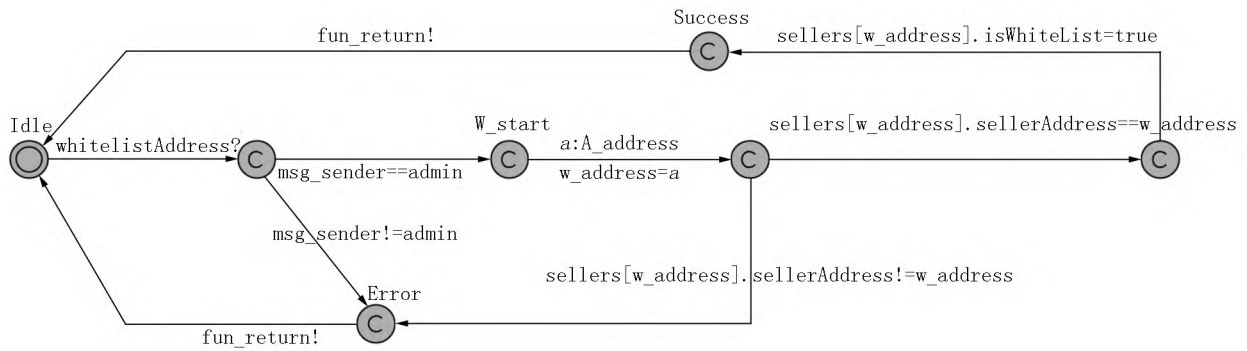 Success
fun_return!
sellers[w_address].isWhiteList=true
C
Idle
W_start
sellers[w_address].sellerAddress==w_address
whitelistAddress?
a:A_address
C
C
C
C
msg_sender==admin
w_address=a
msg_sender!=admin
sellers[w_address].sellerAddress!=w_address
Error
C
fun_return!